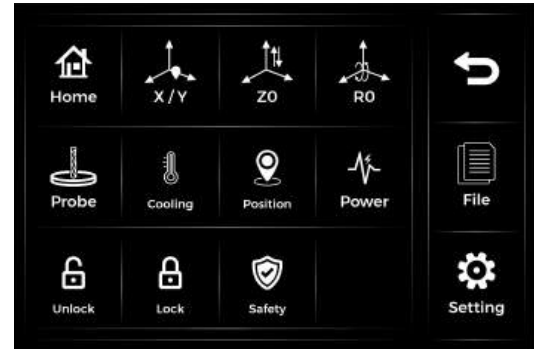 Home
X/Y
Z0
R0
Probe
Cooling
Position
Power
File
Unlock
Lock
Safety
Setting